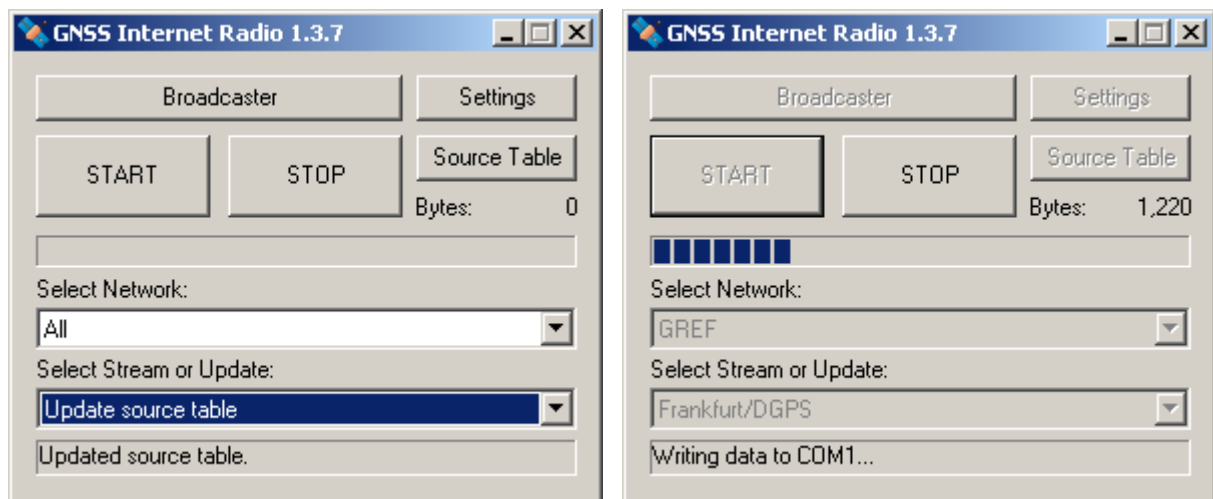 GNSS Internet Radio 1.3.7
Broadcaster Settings
START STOP Source Table
Bytes: 0
Select Network:
All
Select Stream or Update:
Update source table
Updated source table.
GNSS Internet Radio 1.3.7
Broadcaster Settings
START STOP Source Table
Bytes: 1,220
Select Network:
GREF
Select Stream or Update:
Frankfurt/DGPS
Writing data to COM1...